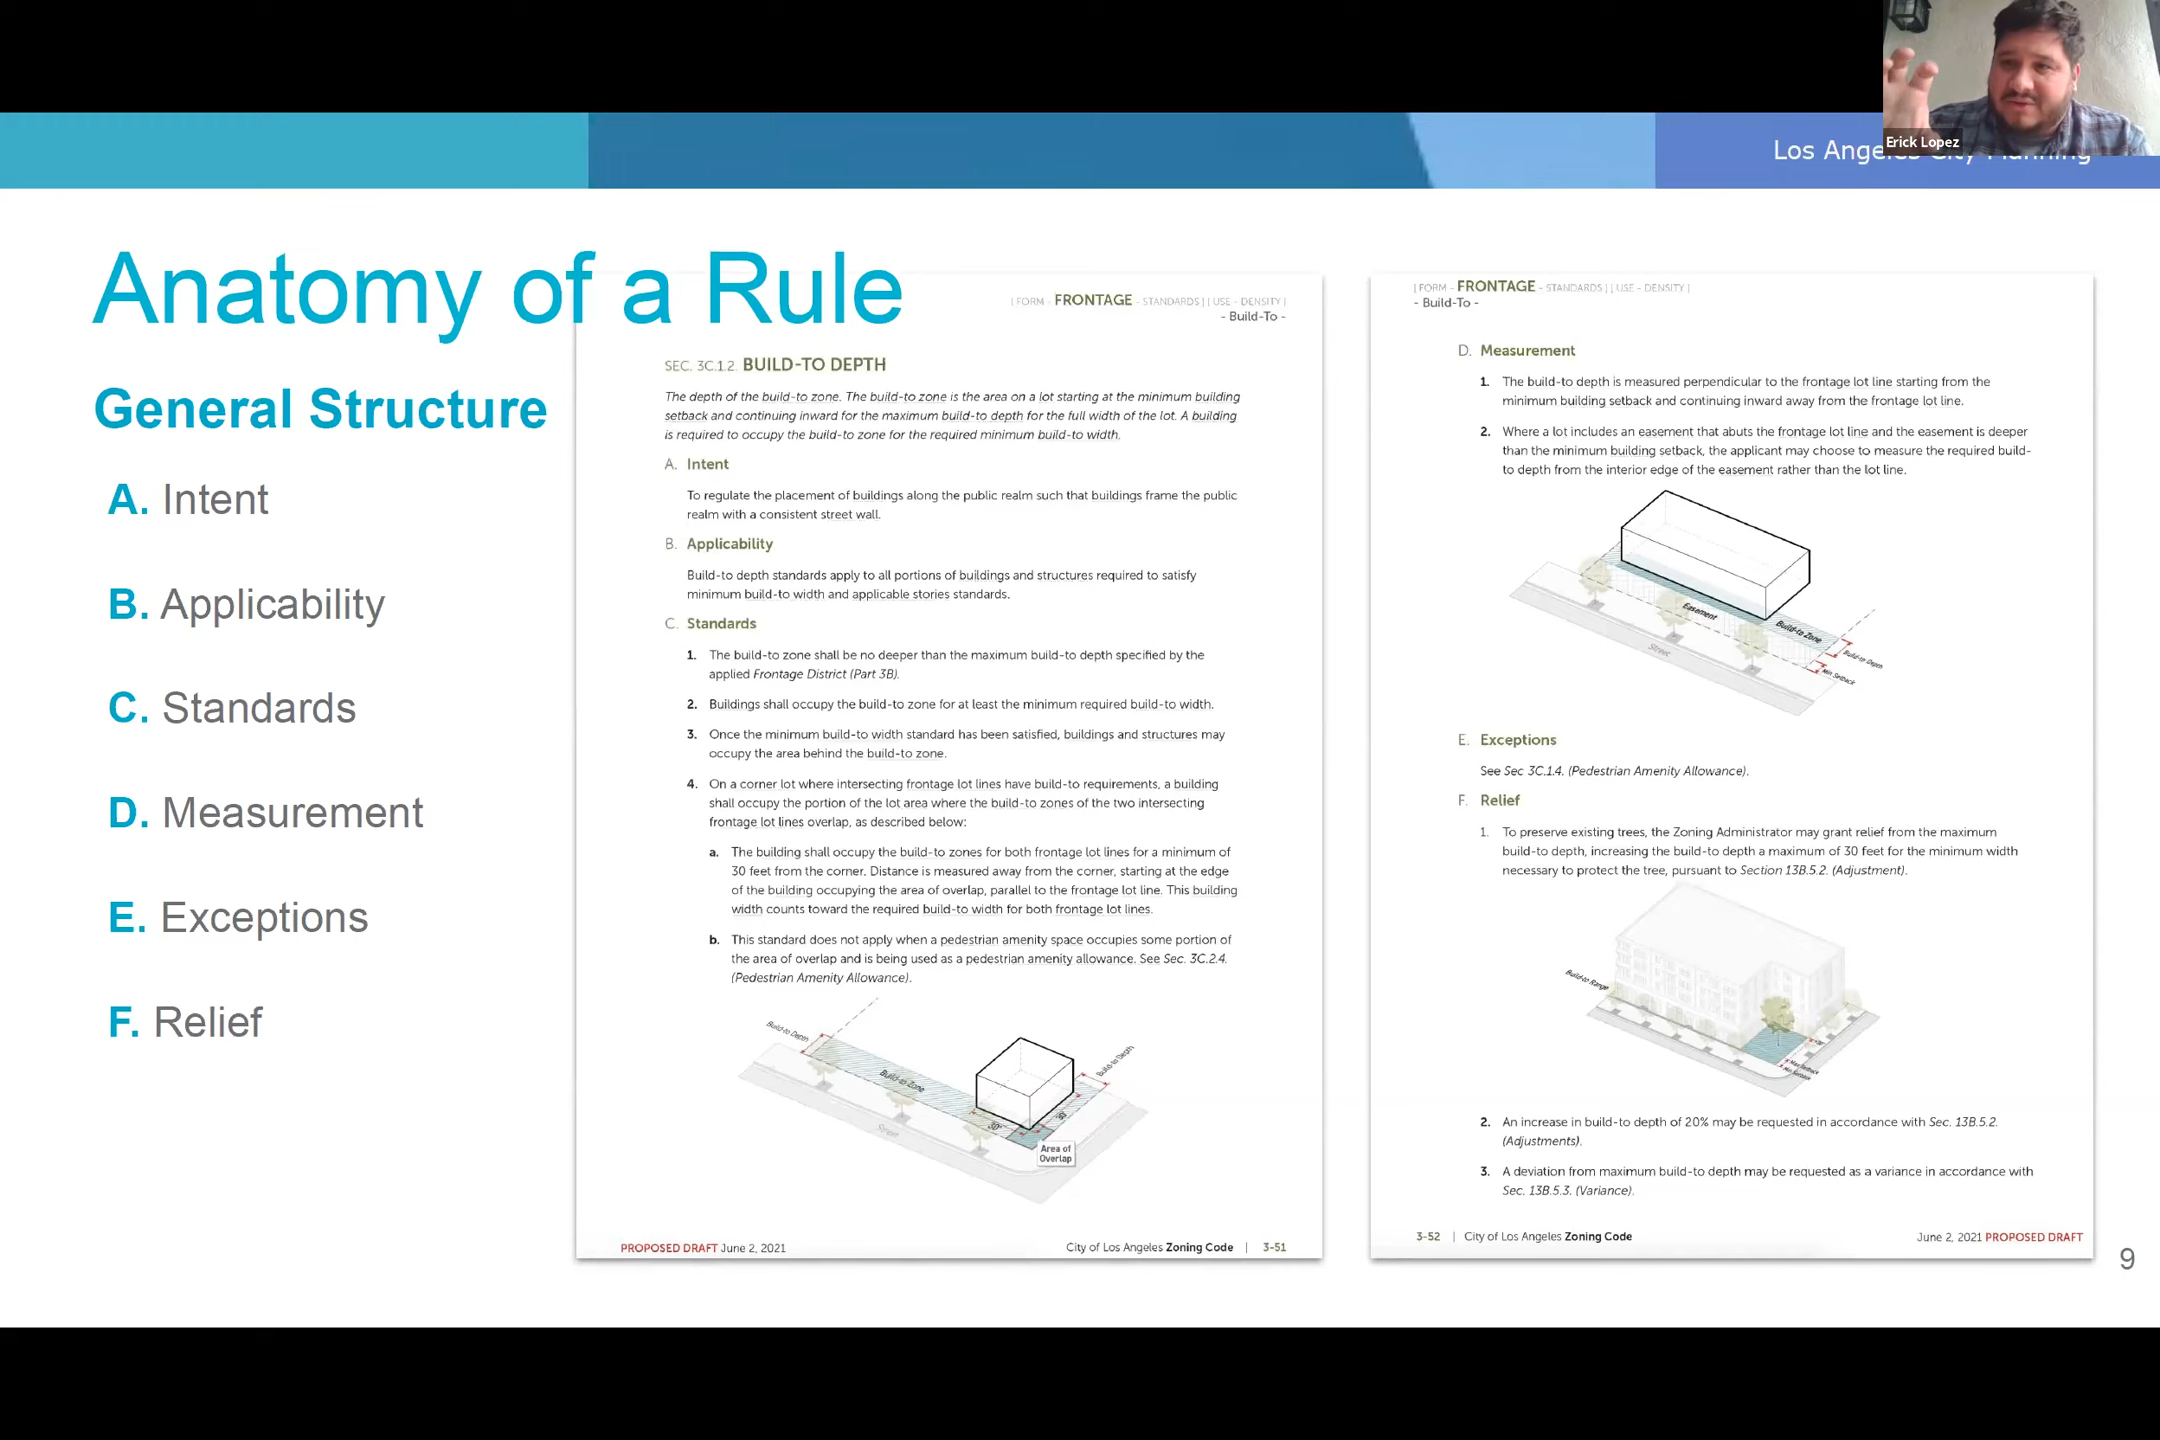 Erick Lopez
Los Ange
Anatomy of a Rule
General Structure
A. Intent
B. Applicability
C. Standards
D. Measurement
E. Exceptions
F. Relief
[ FORM - FRONTAGE - STANDARDS ] [ USE - DENSITY ]
- Build-To -
SEC. 3C.1.2. BUILD-TO DEPTH
The depth of the build-to zone. The build-to zone is the area on a lot starting at the minimum building
setback and continuing inward for the maximum build-to depth for the full width of the lot. A building
is required to occupy the build-to zone for the required minimum build-to width.
A. Intent
To regulate the placement of buildings along the public realm such that buildings frame the public
realm with a consistent street wall.
B. Applicability
Build-to depth standards apply to all portions of buildings and structures required to satisfy
minimum build-to width and applicable stories standards.
C. Standards
1. The build-to zone shall be no deeper than the maximum build-to depth specified by the
applied Frontage District (Part 3B).
2. Buildings shall occupy the build-to zone for at least the minimum required build-to width.
3. Once the minimum build-to width standard has been satisfied, buildings and structures may
occupy the area behind the build-to zone.
4. On a corner lot where intersecting frontage lot lines have build-to requirements, a building
shall occupy the portion of the lot area where the build-to zones of the two intersecting
frontage lot lines overlap, as described below:
a. The building shall occupy the build-to zones for both frontage lot lines for a minimum of
30 feet from the corner. Distance is measured away from the corner, starting at the edge
of the building occupying the area of overlap, parallel to the frontage lot line. This building
width counts toward the required build-to width for both frontage lot lines.
b. This standard does not apply when a pedestrian amenity space occupies some portion of
the area of overlap and is being used as a pedestrian amenity allowance. See Sec. 3C.2.4.
(Pedestrian Amenity Allowance).
Build-to Depth
Build-to Zone
Build-to Depth
30'
30'
Street
Area of
Overlap
PROPOSED DRAFT June 2, 2021
City of Los Angeles Zoning Code | 3-51
[ FORM - FRONTAGE - STANDARDS ] [ USE - DENSITY ]
- Build-To -
D. Measurement
1. The build-to depth is measured perpendicular to the frontage lot line starting from the
minimum building setback and continuing inward away from the frontage lot line.
2. Where a lot includes an easement that abuts the frontage lot line and the easement is deeper
than the minimum building setback, the applicant may choose to measure the required build-
to depth from the interior edge of the easement rather than the lot line.
Easement
Build-to Zone
Street
Build-to Depth
Min Setback
E. Exceptions
See Sec 3C.1.4. (Pedestrian Amenity Allowance).
F. Relief
1. To preserve existing trees, the Zoning Administrator may grant relief from the maximum
build-to depth, increasing the build-to depth a maximum of 30 feet for the minimum width
necessary to protect the tree, pursuant to Section 13B.5.2. (Adjustment).
Build-to Range
2. An increase in build-to depth of 20% may be requested in accordance with Sec. 13B.5.2.
(Adjustments).
3. A deviation from maximum build-to depth may be requested as a variance in accordance with
Sec. 13B.5.3. (Variance).
3-52 | City of Los Angeles Zoning Code
June 2, 2021 PROPOSED DRAFT
9